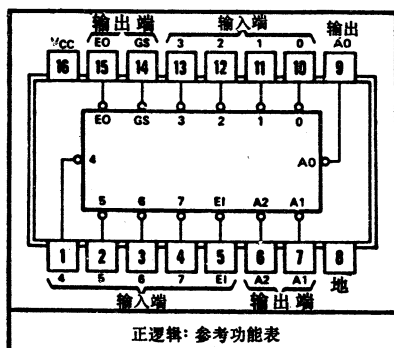 输出端 输入端 输出
VCC EO GS 3 2 1 0 A0
16 15 14 13 12 11 10 9
EO GS 3 2 1 0
4 A0
5 6 7 EI A2 A1
1 2 3 4 5 6 7 8
4 5 6 7 EI A2 A1 地
输入端 输出端
正逻辑：参考功能表